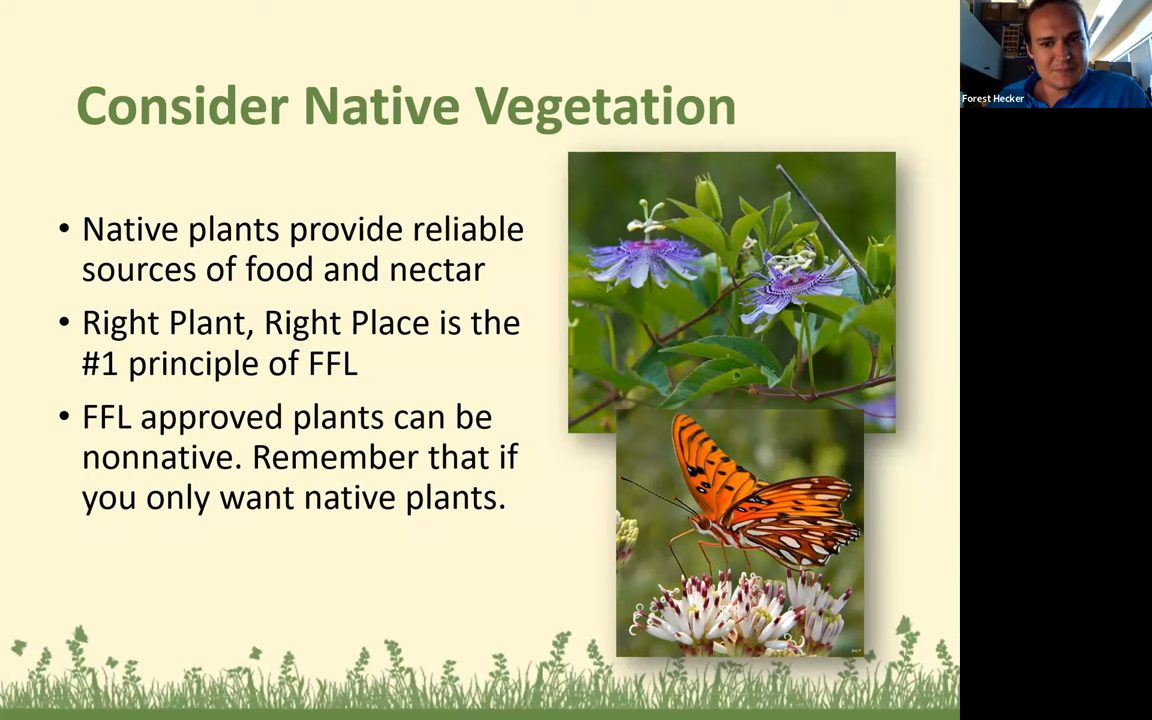 Consider Native Vegetation
• Native plants provide reliable
sources of food and nectar
• Right Plant, Right Place is the
#1 principle of FFL
• FFL approved plants can be
nonnative. Remember that if
you only want native plants.
Forest Hecker